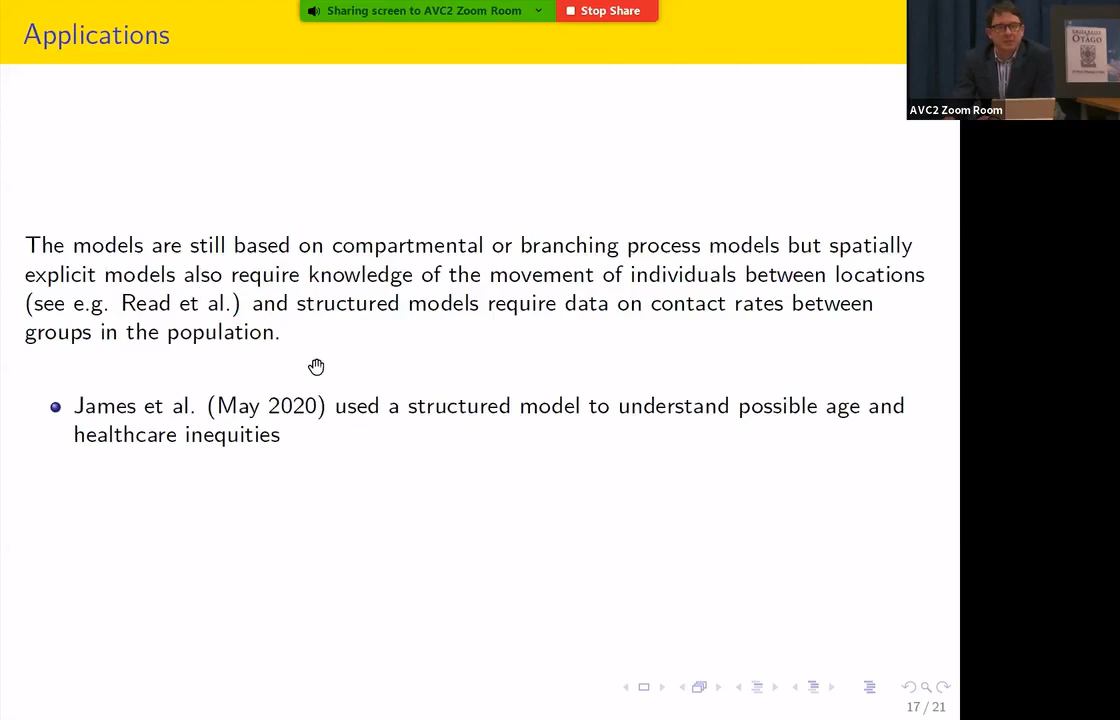 Sharing screen to AVC2 Zoom Room
Stop Share
Applications
OTAGO
AVC2 Zoom Room
The models are still based on compartmental or branching process models but spatially
explicit models also require knowledge of the movement of individuals between locations
(see e.g. Read et al.) and structured models require data on contact rates between
groups in the population.
James et al. (May 2020) used a structured model to understand possible age and
healthcare inequities
17 / 21